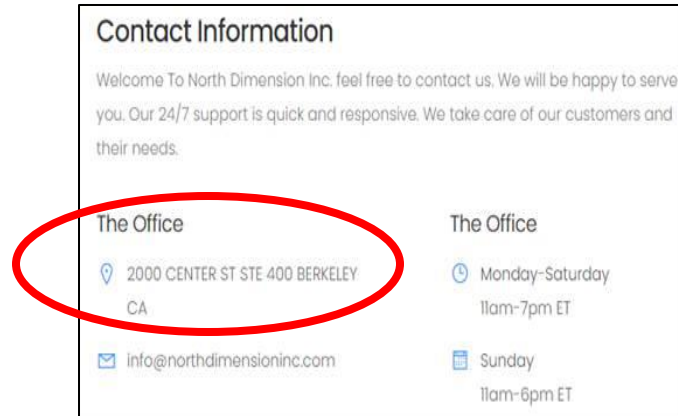 Contact Information
Welcome To North Dimension Inc. feel free to contact us. We will be happy to serve
you. Our 24/7 support is quick and responsive. We take care of our customers and
their needs.
The Office
2000 CENTER ST STE 400 BERKELEY
CA
info@northdimensioninc.com
The Office
Monday-Saturday
11am-7pm ET
Sunday
11am-6pm ET